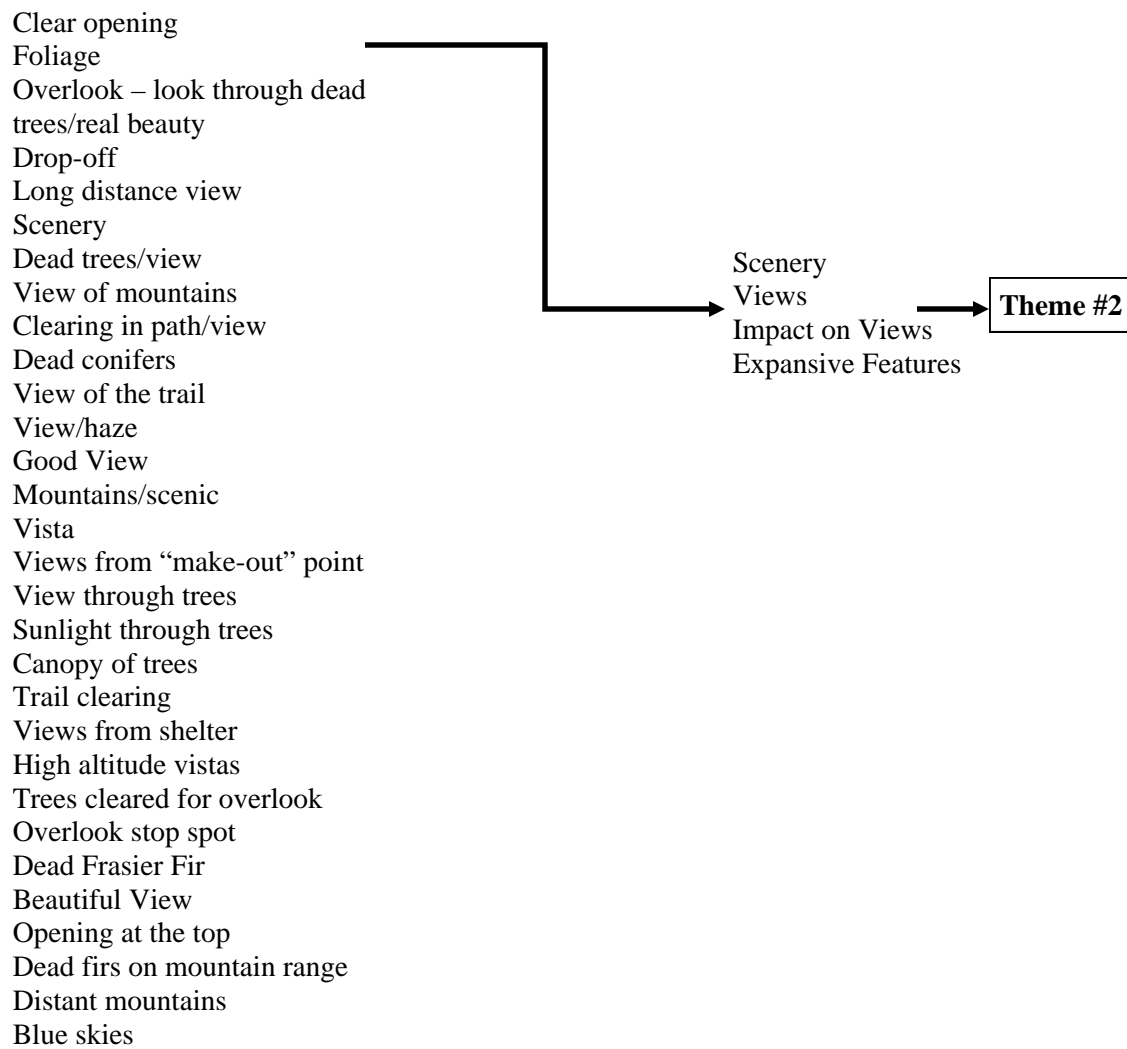 Clear opening
Foliage
Overlook – look through dead
trees/real beauty
Drop-off
Long distance view
Scenery
Dead trees/view
View of mountains
Clearing in path/view
Dead conifers
View of the trail
View/haze
Good View
Mountains/scenic
Vista
Views from “make-out” point
View through trees
Sunlight through trees
Canopy of trees
Trail clearing
Views from shelter
High altitude vistas
Trees cleared for overlook
Overlook stop spot
Dead Frasier Fir
Beautiful View
Opening at the top
Dead firs on mountain range
Distant mountains
Blue skies
Scenery
Views
Impact on Views
Expansive Features
Theme #2